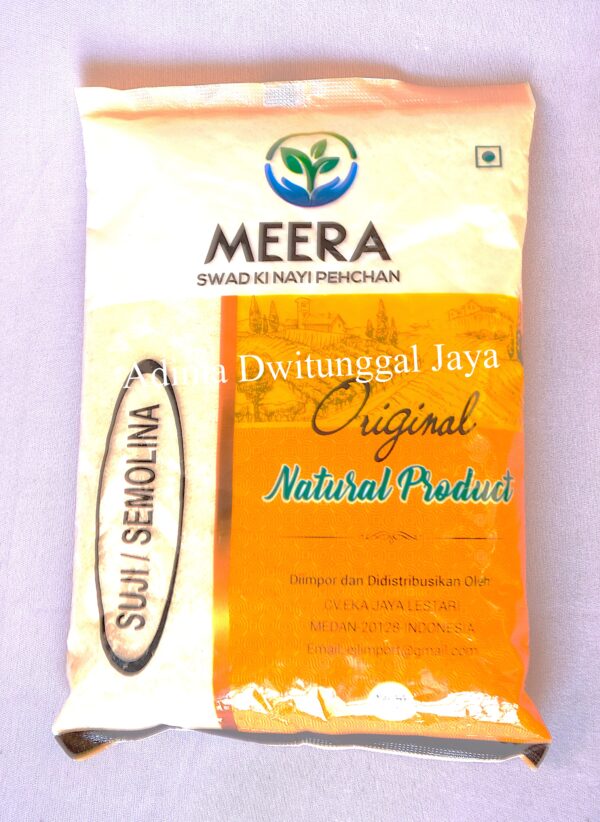 MEERA
SWAD KI NAYI PEHCHAN
Adinia Dwitunggal Jaya
Original
Natural Product
SUJI / SEMOLINA
Diimpor dan Didistribusikan Oleh
CV.EKA JAYA LESTARI
MEDAN-20128-INDONESIA